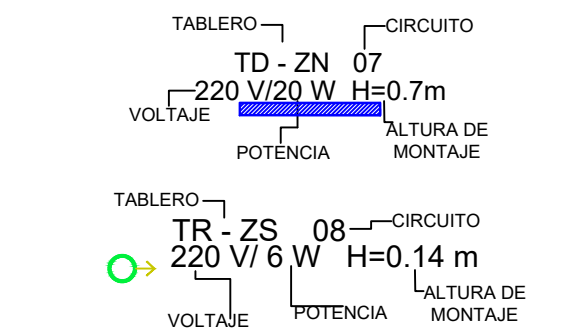 TABLERO CIRCUITO
TD - ZN 07
220 V/20 W H=0.7m
VOLTAJE
ALTURA DE
MONTAJE
POTENCIA
TABLERO
CIRCUITO
TR - ZS 08
220 V/ 6 W H=0.14 m
ALTURA DE
MONTAJE
POTENCIA
VOLTAJE